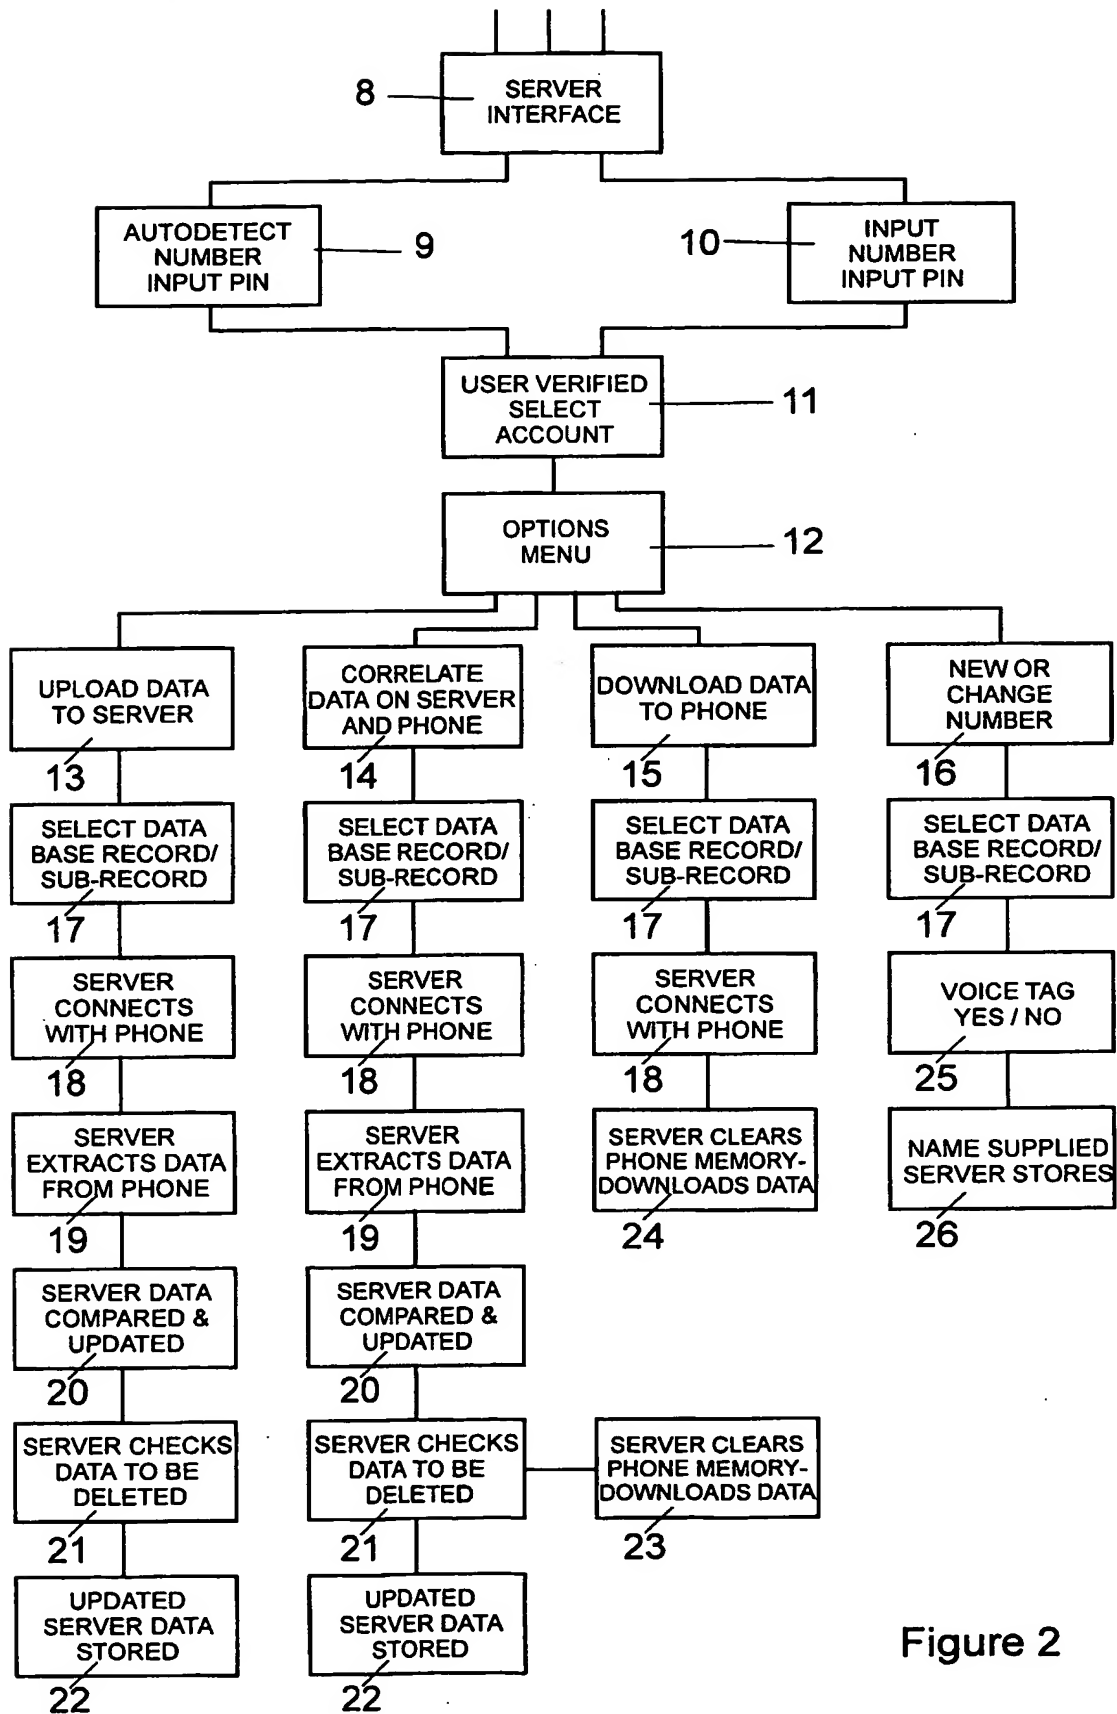 8
SERVER
INTERFACE
AUTODETECT
NUMBER
INPUT PIN
9
10
INPUT
NUMBER
INPUT PIN
USER VERIFIED
SELECT
ACCOUNT
11
OPTIONS
MENU
12
UPLOAD DATA
TO SERVER
13
CORRELATE
DATA ON SERVER
AND PHONE
14
DOWNLOAD DATA
TO PHONE
15
NEW OR
CHANGE
NUMBER
16
SELECT DATA
BASE RECORD/
SUB-RECORD
17
SELECT DATA
BASE RECORD/
SUB-RECORD
17
SELECT DATA
BASE RECORD/
SUB-RECORD
17
SELECT DATA
BASE RECORD/
SUB-RECORD
17
SERVER
CONNECTS
WITH PHONE
18
SERVER
CONNECTS
WITH PHONE
18
SERVER
CONNECTS
WITH PHONE
18
VOICE TAG
YES / NO
25
SERVER
EXTRACTS DATA
FROM PHONE
19
SERVER
EXTRACTS DATA
FROM PHONE
19
SERVER CLEARS
PHONE MEMORY-
DOWNLOADS DATA
24
NAME SUPPLIED
SERVER STORES
26
SERVER DATA
COMPARED &
UPDATED
20
SERVER DATA
COMPARED &
UPDATED
20
SERVER CHECKS
DATA TO BE
DELETED
21
SERVER CHECKS
DATA TO BE
DELETED
21
SERVER CLEARS
PHONE MEMORY-
DOWNLOADS DATA
23
UPDATED
SERVER DATA
STORED
22
UPDATED
SERVER DATA
STORED
22
Figure 2